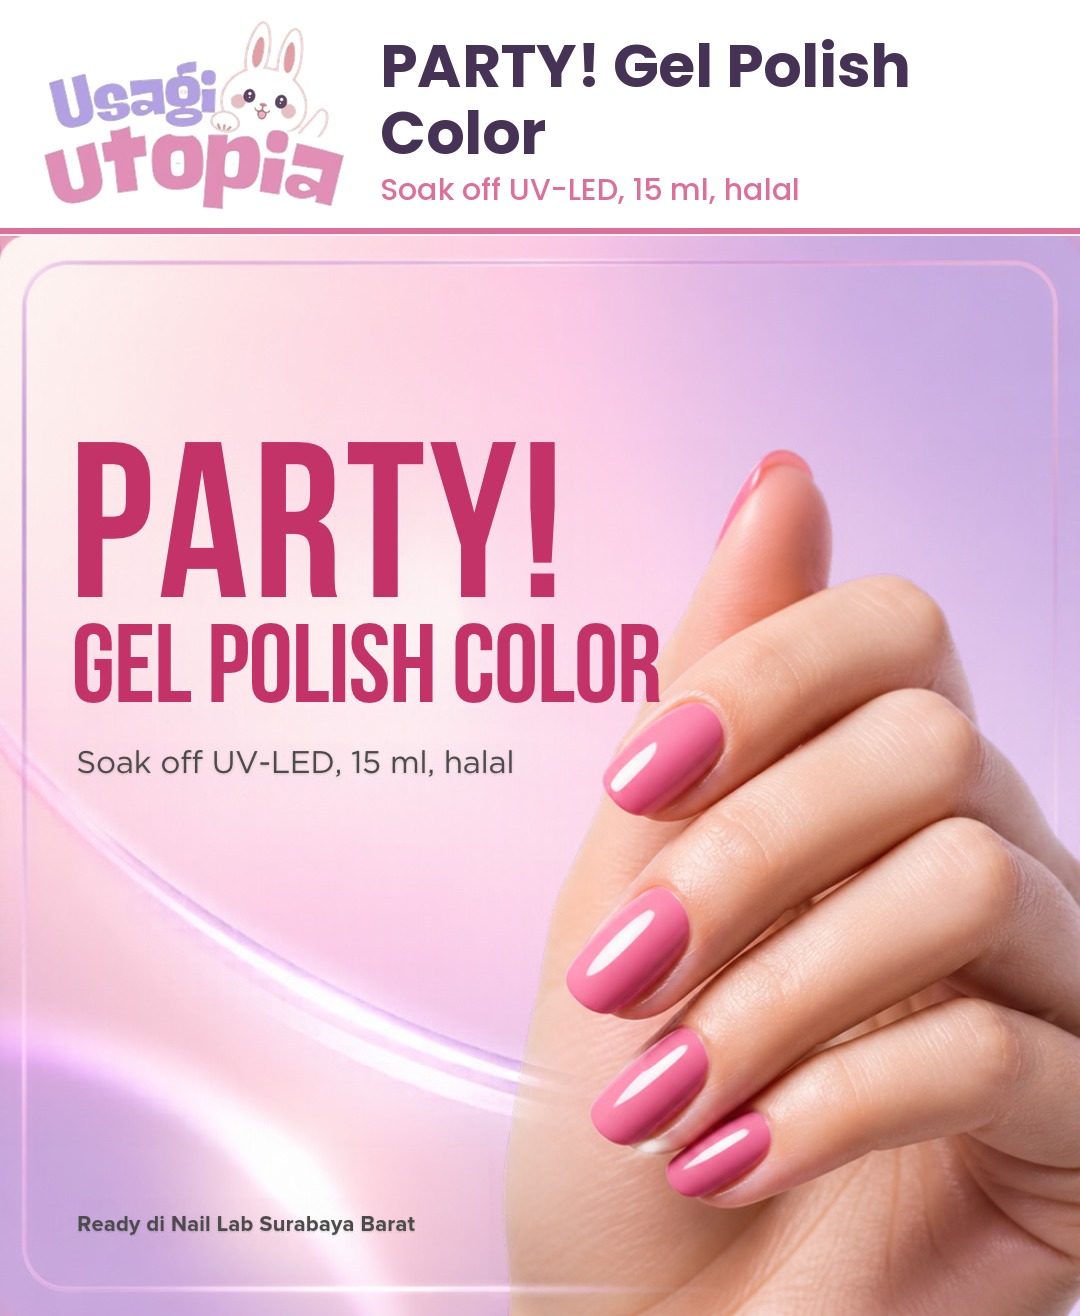 Usagi
Utopia
PARTY! Gel Polish
Color
Soak off UV-LED, 15 ml, halal
PARTY!
GEL POLISH COLOR
Soak off UV-LED, 15 ml, halal
Ready di Nail Lab Surabaya Barat